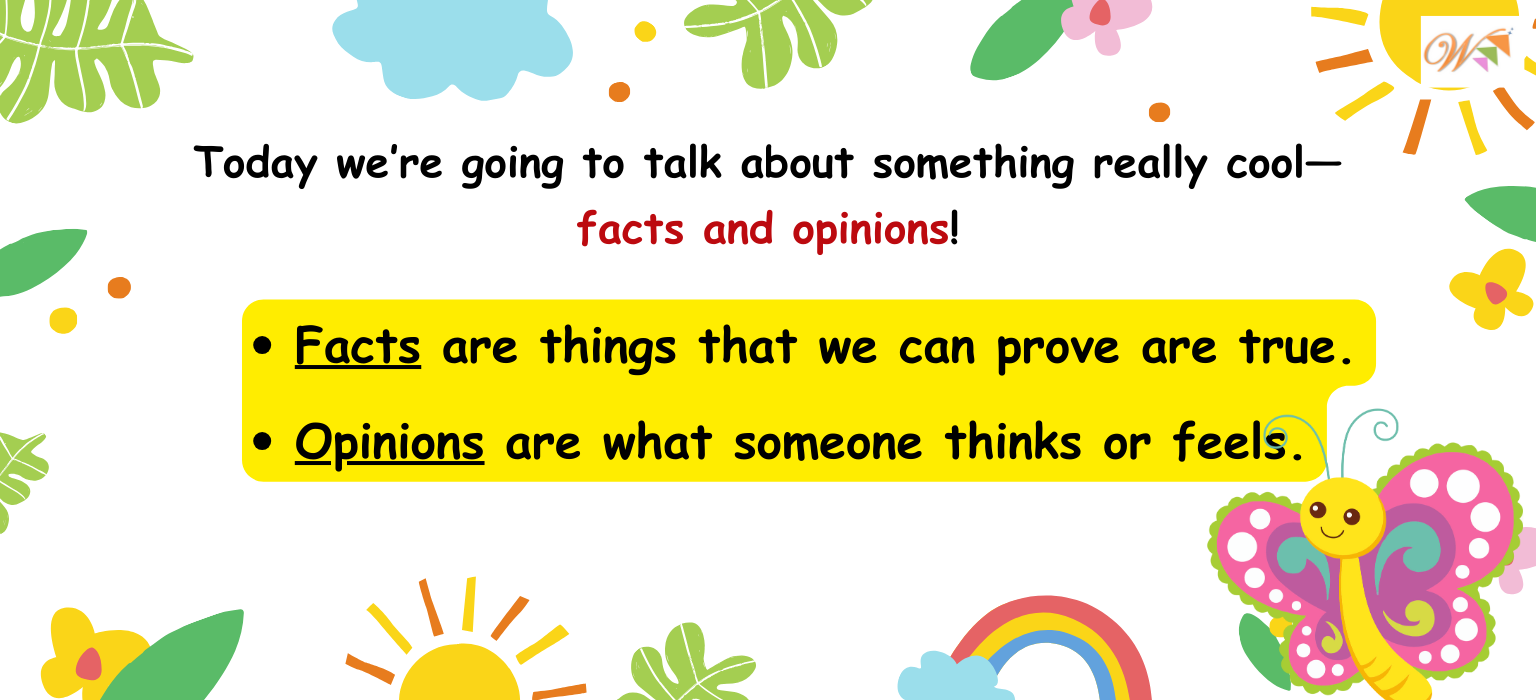 Today we're going to talk about something really cool—
facts and opinions!
• Facts are things that we can prove are true.
• Opinions are what someone thinks or feels.
W